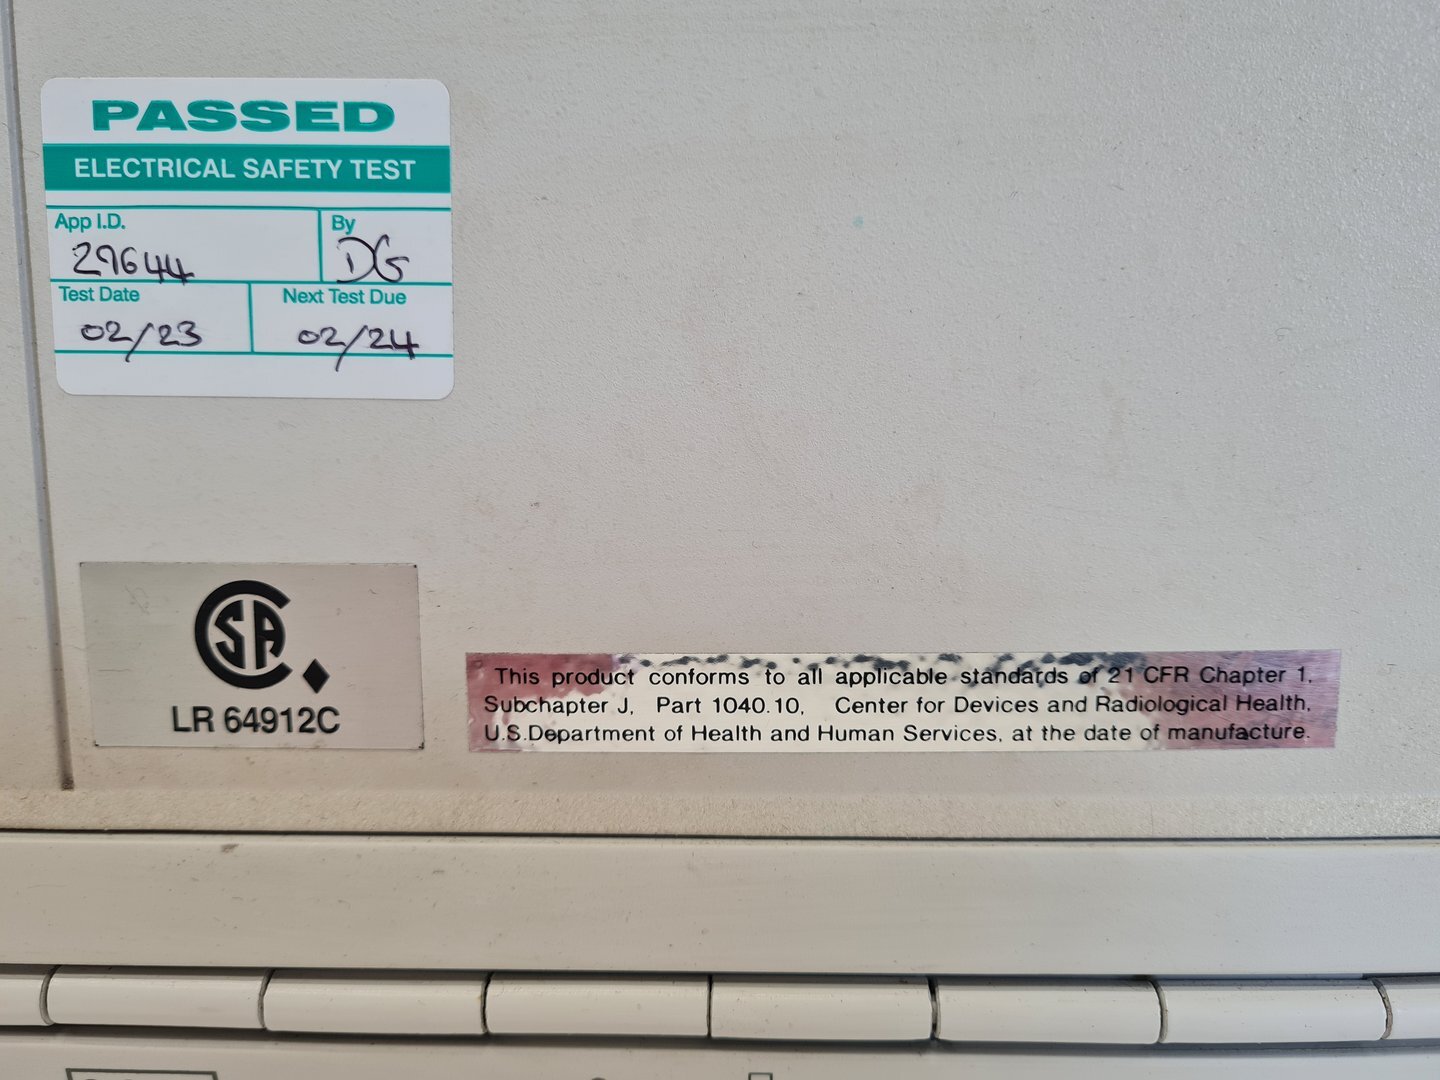 PASSED
ELECTRICAL SAFETY TEST
App I.D.
29644
By
DG
Test Date
02/23
Next Test Due
02/24
CSA
LR 64912C
This product conforms to all applicable standards of 21 CFR Chapter 1,
Subchapter J, Part 1040.10, Center for Devices and Radiological Health,
U.S.Department of Health and Human Services, at the date of manufacture.